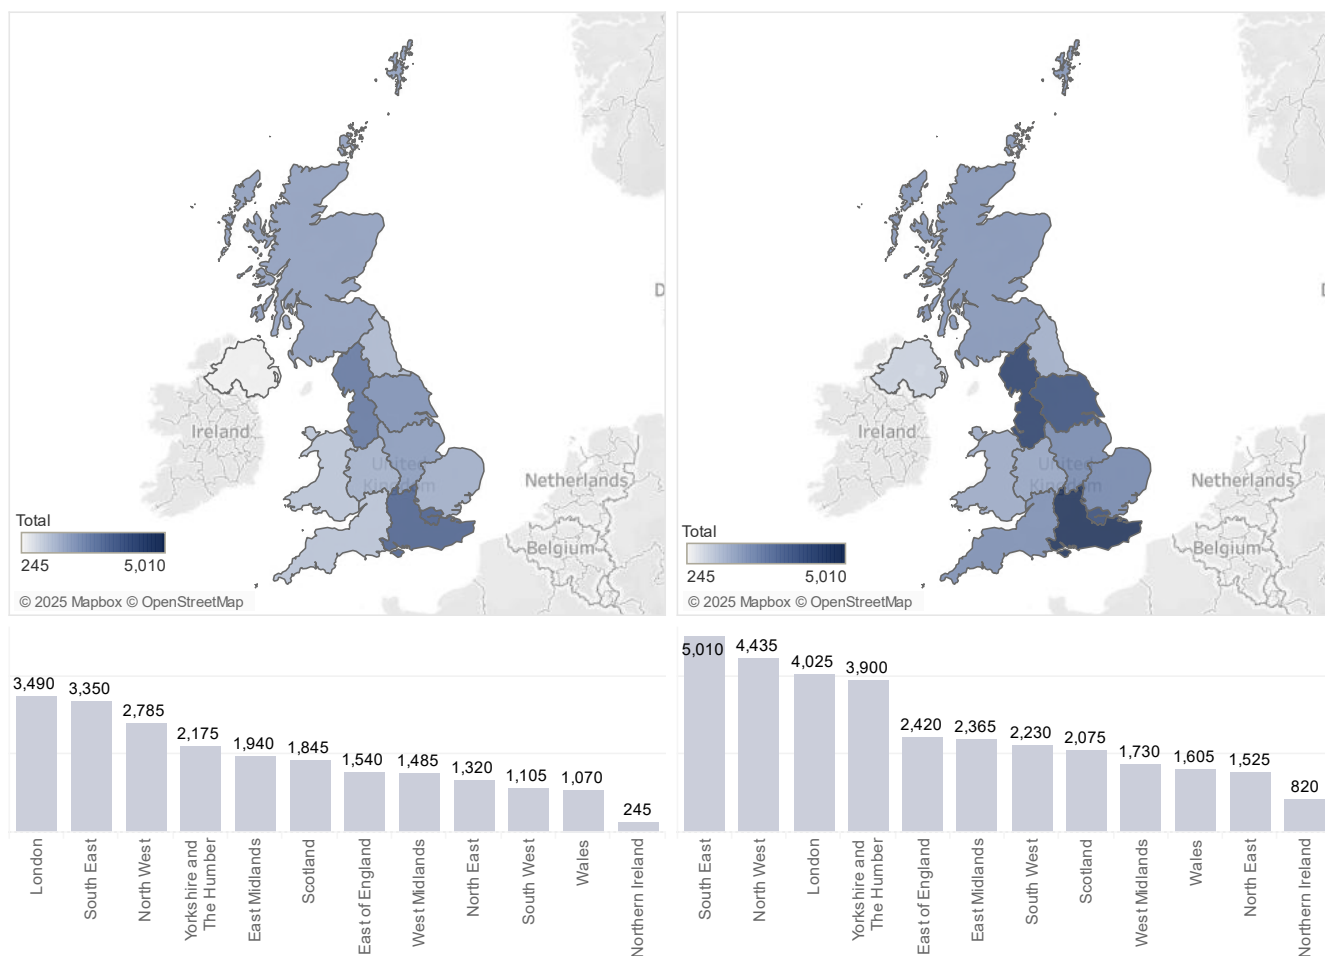 Ireland
United
Kingdom
Netherlands
Belgium
Total
245
5,010
© 2025 Mapbox © OpenStreetMap
D
Ireland
United
Kingdom
Netherlands
Belgium
Total
245
5,010
© 2025 Mapbox © OpenStreetMap
3,490
3,350
2,785
2,175
1,940
1,845
1,540
1,485
1,320
1,105
1,070
245
London
South East
North West
Yorkshire and
The Humber
East Midlands
Scotland
East of England
West Midlands
North East
South West
Wales
Northern Ireland
5,010
4,435
4,025
3,900
2,420
2,365
2,230
2,075
1,730
1,605
1,525
820
South East
North West
London
Yorkshire and
The Humber
East of England
East Midlands
South West
Scotland
West Midlands
Wales
North East
Northern Ireland